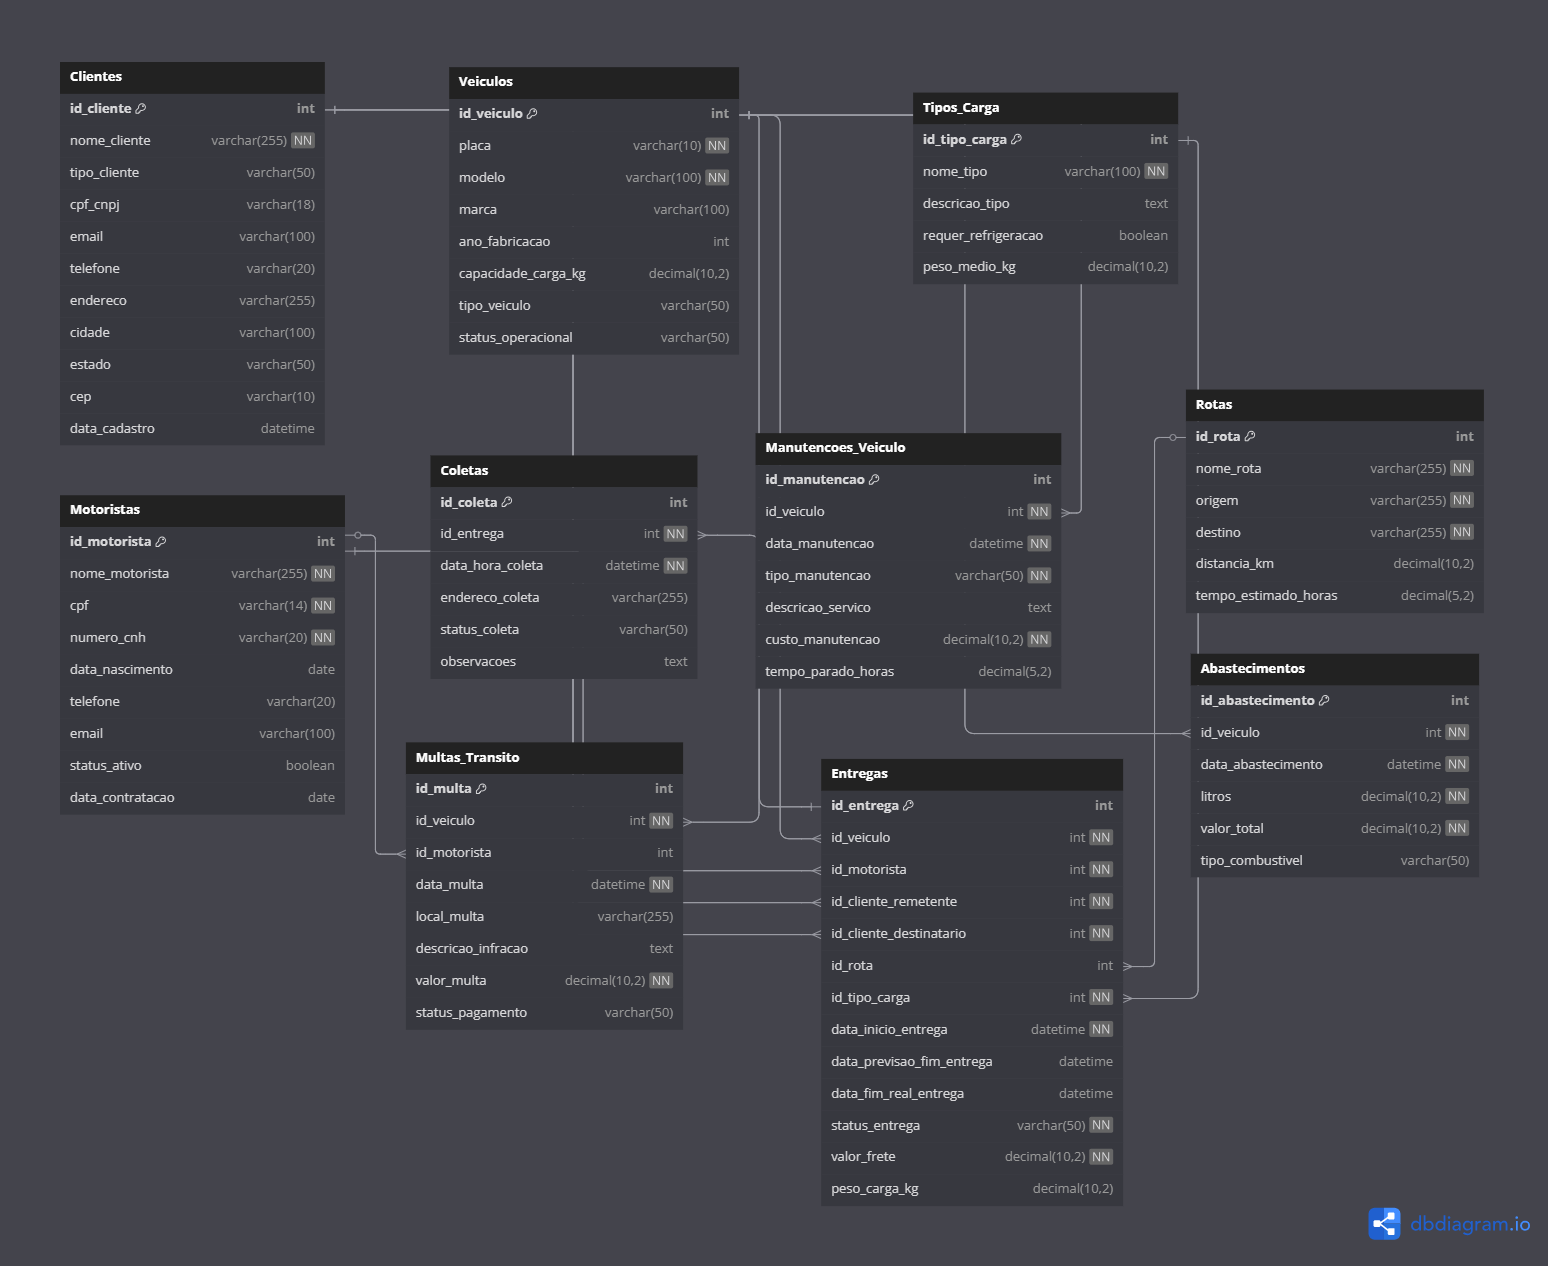 Clientes
id_cliente int
nome_cliente varchar(255) NN
tipo_cliente varchar(50)
cpf_cnpj varchar(18)
email varchar(100)
telefone varchar(20)
endereco varchar(255)
cidade varchar(100)
estado varchar(50)
cep varchar(10)
data_cadastro datetime
Veiculos
id_veiculo int
placa varchar(10) NN
modelo varchar(100) NN
marca varchar(100)
ano_fabricacao int
capacidade_carga_kg decimal(10,2)
tipo_veiculo varchar(50)
status_operacional varchar(50)
Tipos_Carga
id_tipo_carga int
nome_tipo varchar(100) NN
descricao_tipo text
requer_refrigeracao boolean
peso_medio_kg decimal(10,2)
Rotas
id_rota int
nome_rota varchar(255) NN
origem varchar(255) NN
destino varchar(255) NN
distancia_km decimal(10,2)
tempo_estimado_horas decimal(5,2)
Manutencoes_Veiculo
id_manutencao int
id_veiculo int NN
data_manutencao datetime NN
tipo_manutencao varchar(50) NN
descricao_servico text
custo_manutencao decimal(10,2) NN
tempo_parado_horas decimal(5,2)
Coletas
id_coleta int
id_entrega int NN
data_hora_coleta datetime NN
endereco_coleta varchar(255)
status_coleta varchar(50)
observacoes text
Motoristas
id_motorista int
nome_motorista varchar(255) NN
cpf varchar(14) NN
numero_cnh varchar(20) NN
data_nascimento date
telefone varchar(20)
email varchar(100)
status_ativo boolean
data_contratacao date
Abastecimentos
id_abastecimento int
id_veiculo int NN
data_abastecimento datetime NN
litros decimal(10,2) NN
valor_total decimal(10,2) NN
tipo_combustivel varchar(50)
Multas_Transito
id_multa int
id_veiculo int NN
id_motorista int
data_multa datetime NN
local_multa varchar(255)
descricao_infracao text
valor_multa decimal(10,2) NN
status_pagamento varchar(50)
Entregas
id_entrega int
id_veiculo int NN
id_motorista int NN
id_cliente_remetente int NN
id_cliente_destinatario int NN
id_rota int
id_tipo_carga int NN
data_inicio_entrega datetime NN
data_previsao_fim_entrega datetime
data_fim_real_entrega datetime
status_entrega varchar(50) NN
valor_frete decimal(10,2) NN
peso_carga_kg decimal(10,2)
dbdiagram.io